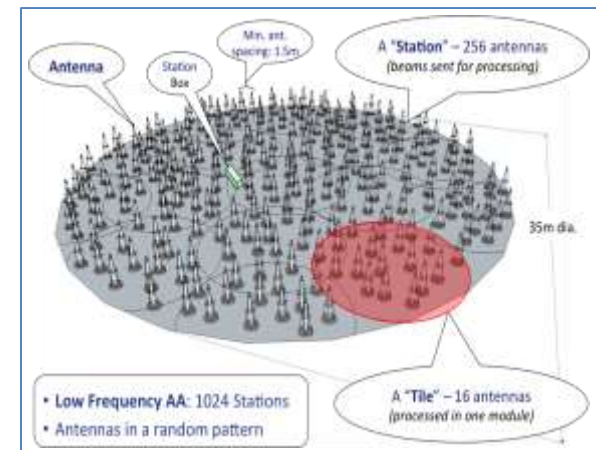 Min. ant.
spacing: 1.5m
A "Station" – 256 antennas
(beams sent for processing)
Antenna
Station
Box
35m dia.
A "Tile" – 16 antennas
(processed in one module)
• Low Frequency AA: 1024 Stations
• Antennas in a random pattern